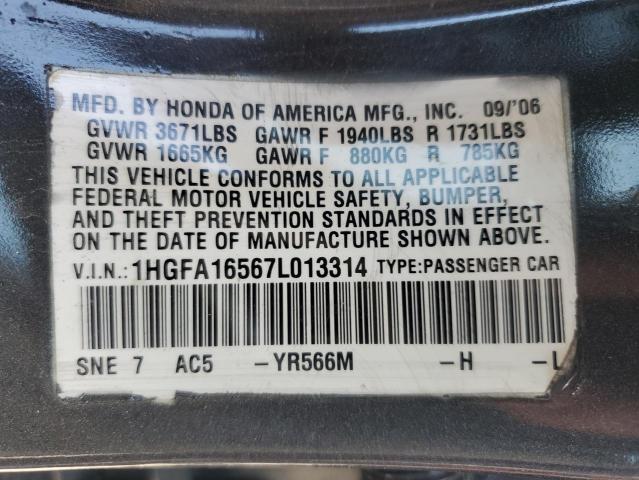 MFD. BY HONDA OF AMERICA MFG., INC. 09/'06
GVWR 3671LBS GAWR F 1940LBS R 1731LBS
GVWR 1665KG GAWR F 880KG R 785KG
THIS VEHICLE CONFORMS TO ALL APPLICABLE
FEDERAL MOTOR VEHICLE SAFETY, BUMPER,
AND THEFT PREVENTION STANDARDS IN EFFECT
ON THE DATE OF MANUFACTURE SHOWN ABOVE.
V.I.N.: 1HGFA16567L013314 TYPE:PASSENGER CAR
SNE 7 AC5 -YR566M -H -L